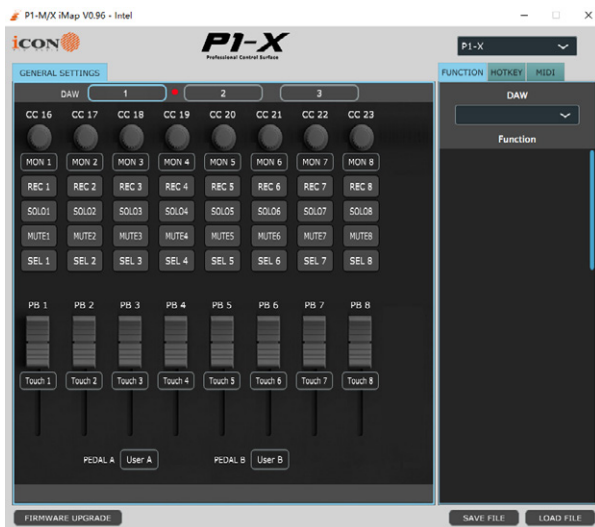 P1-M/X iMap V0.96 - Intel
iCON P1-X P1-X
Professional Control Surface
GENERAL SETTINGS FUNCTION HOTKEY MIDI
DAW 1 2 3 DAW
CC 16 CC 17 CC 18 CC 19 CC 20 CC 21 CC 22 CC 23
Function
MON 1 MON 2 MON 3 MON 4 MON 5 MON 6 MON 7 MON 8
REC 1 REC 2 REC 3 REC 4 REC 5 REC 6 REC 7 REC 8
SOLO1 SOLO2 SOLO3 SOLO4 SOLO5 SOLO6 SOLO7 SOLO8
MUTE1 MUTE2 MUTE3 MUTE4 MUTE5 MUTE6 MUTE7 MUTE8
SEL 1 SEL 2 SEL 3 SEL 4 SEL 5 SEL 6 SEL 7 SEL 8
PB 1 PB 2 PB 3 PB 4 PB 5 PB 6 PB 7 PB 8
Touch 1 Touch 2 Touch 3 Touch 4 Touch 5 Touch 6 Touch 7 Touch 8
PEDAL A User A PEDAL B User B
FIRMWARE UPGRADE SAVE FILE LOAD FILE